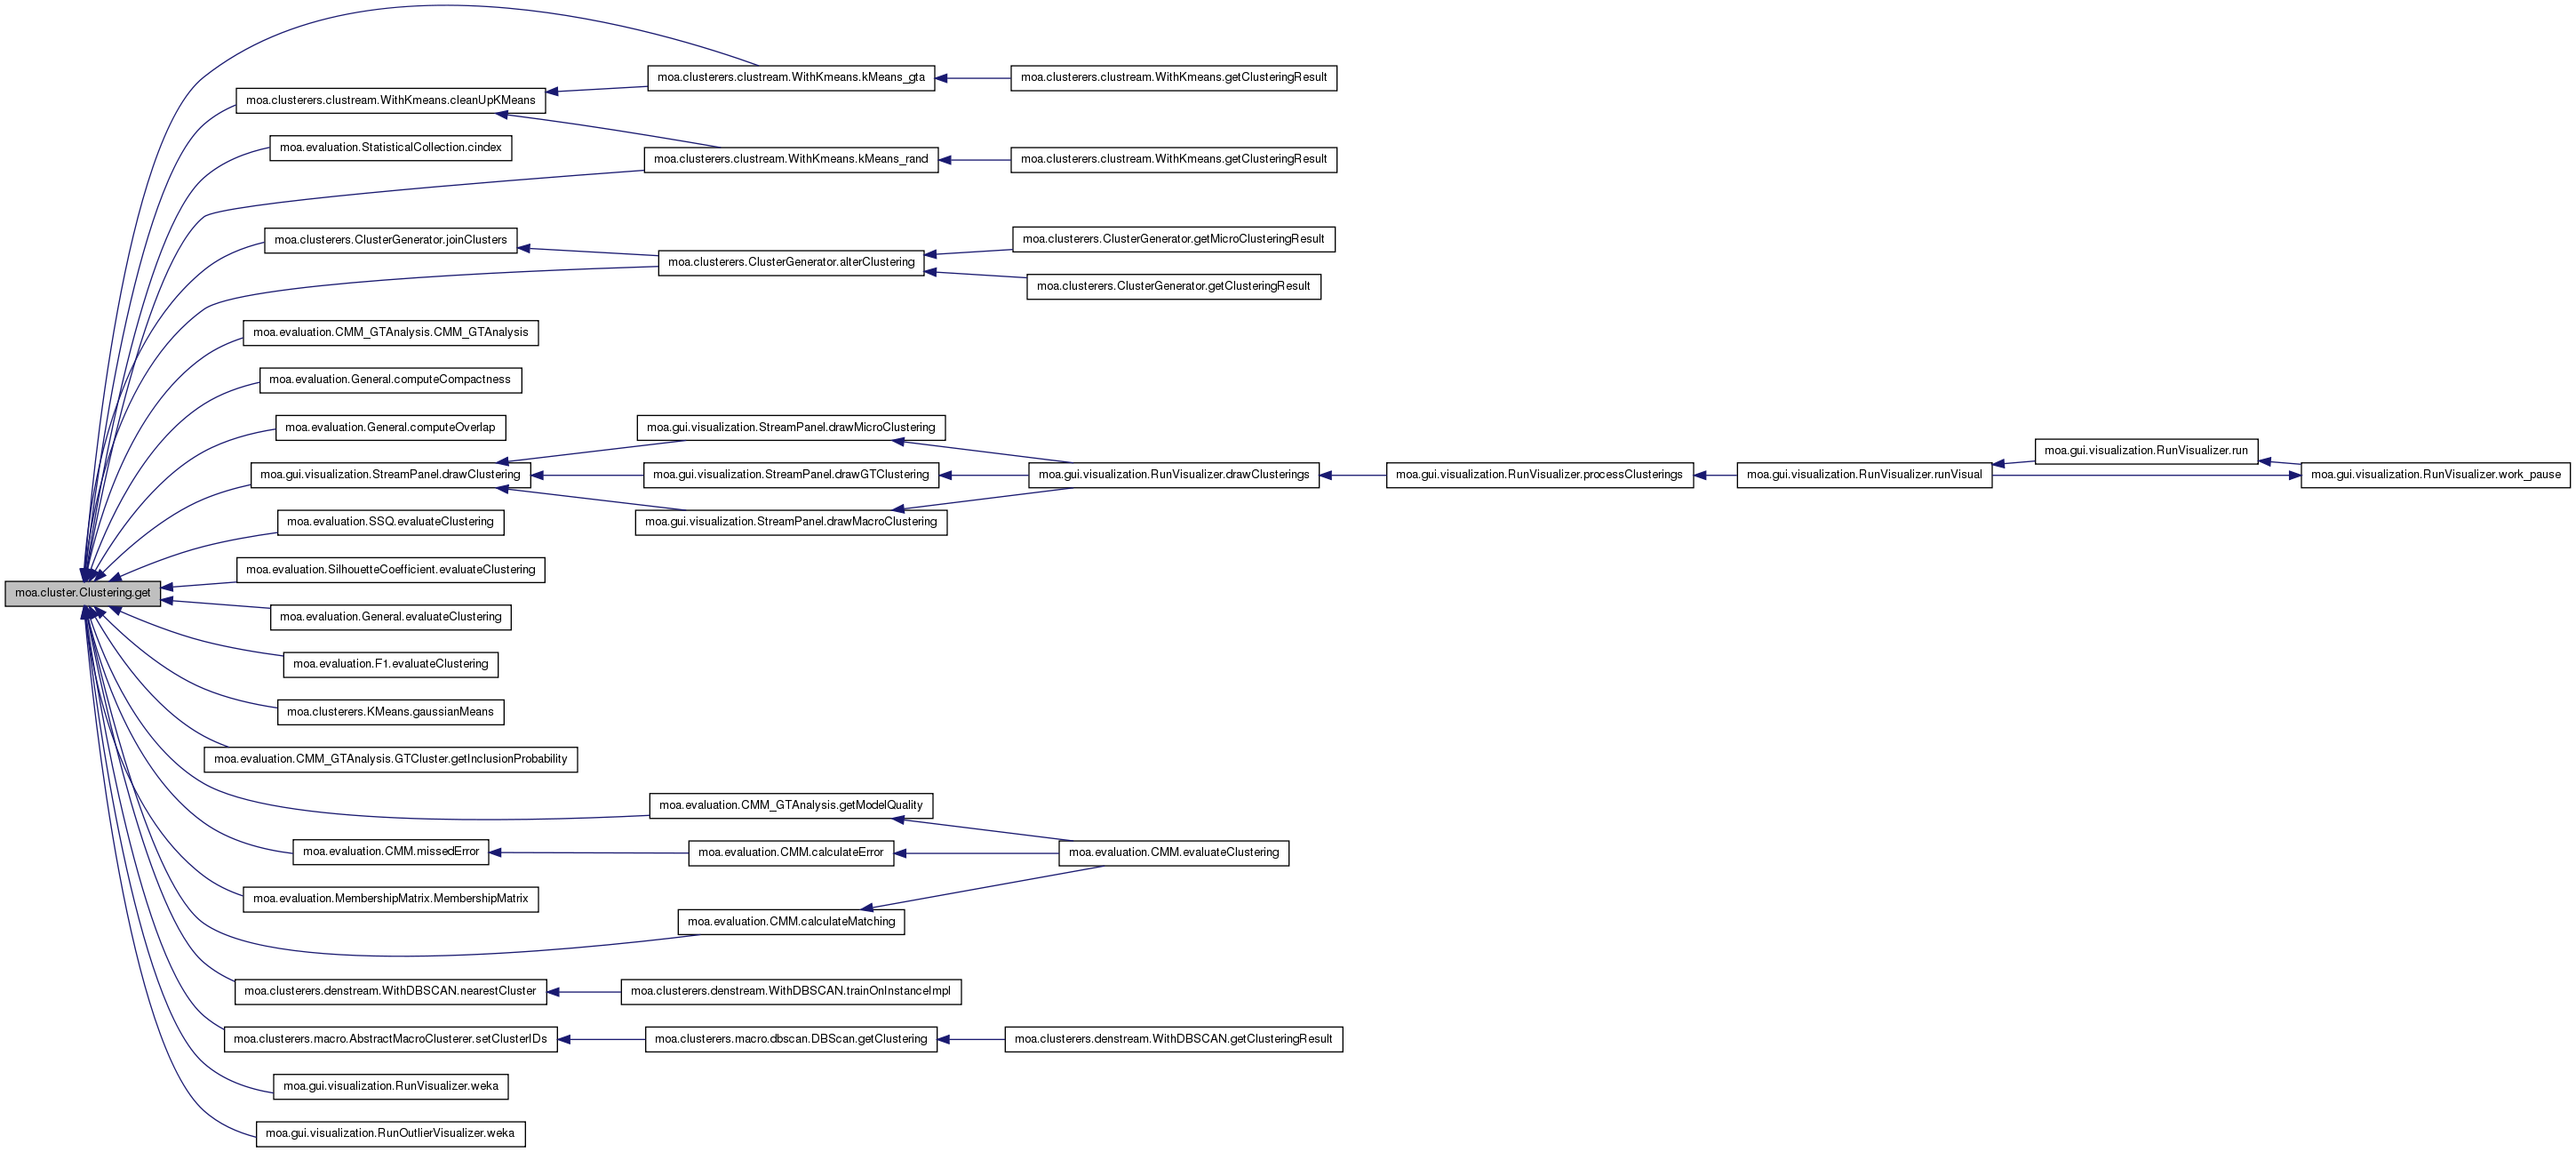 moa.clusterers.clustream.WithKmeans.kMeans_gta
moa.clusterers.clustream.WithKmeans.getClusteringResult
moa.clusterers.clustream.WithKmeans.cleanUpKMeans
moa.evaluation.StatisticalCollection.cindex
moa.clusterers.clustream.WithKmeans.kMeans_rand
moa.clusterers.clustream.WithKmeans.getClusteringResult
moa.clusterers.ClusterGenerator.joinClusters
moa.clusterers.ClusterGenerator.getMicroClusteringResult
moa.clusterers.ClusterGenerator.alterClustering
moa.clusterers.ClusterGenerator.getClusteringResult
moa.evaluation.CMM_GTAnalysis.CMM_GTAnalysis
moa.evaluation.General.computeCompactness
moa.evaluation.General.computeOverlap
moa.gui.visualization.StreamPanel.drawMicroClustering
moa.gui.visualization.RunVisualizer.run
moa.gui.visualization.StreamPanel.drawClustering
moa.gui.visualization.StreamPanel.drawGTClustering
moa.gui.visualization.RunVisualizer.drawClusterings
moa.gui.visualization.RunVisualizer.processClusterings
moa.gui.visualization.RunVisualizer.runVisual
moa.gui.visualization.RunVisualizer.work_pause
moa.evaluation.SSQ.evaluateClustering
moa.gui.visualization.StreamPanel.drawMacroClustering
moa.evaluation.SilhouetteCoefficient.evaluateClustering
moa.cluster.Clustering.get
moa.evaluation.General.evaluateClustering
moa.evaluation.F1.evaluateClustering
moa.clusterers.KMeans.gaussianMeans
moa.evaluation.CMM_GTAnalysis.GTCluster.getInclusionProbability
moa.evaluation.CMM_GTAnalysis.getModelQuality
moa.evaluation.CMM.missedError
moa.evaluation.CMM.calculateError
moa.evaluation.CMM.evaluateClustering
moa.evaluation.MembershipMatrix.MembershipMatrix
moa.evaluation.CMM.calculateMatching
moa.clusterers.denstream.WithDBSCAN.nearestCluster
moa.clusterers.denstream.WithDBSCAN.trainOnInstanceImpl
moa.clusterers.macro.AbstractMacroClusterer.setClusterIDs
moa.clusterers.macro.dbscan.DBScan.getClustering
moa.clusterers.denstream.WithDBSCAN.getClusteringResult
moa.gui.visualization.RunVisualizer.weka
moa.gui.visualization.RunOutlierVisualizer.weka